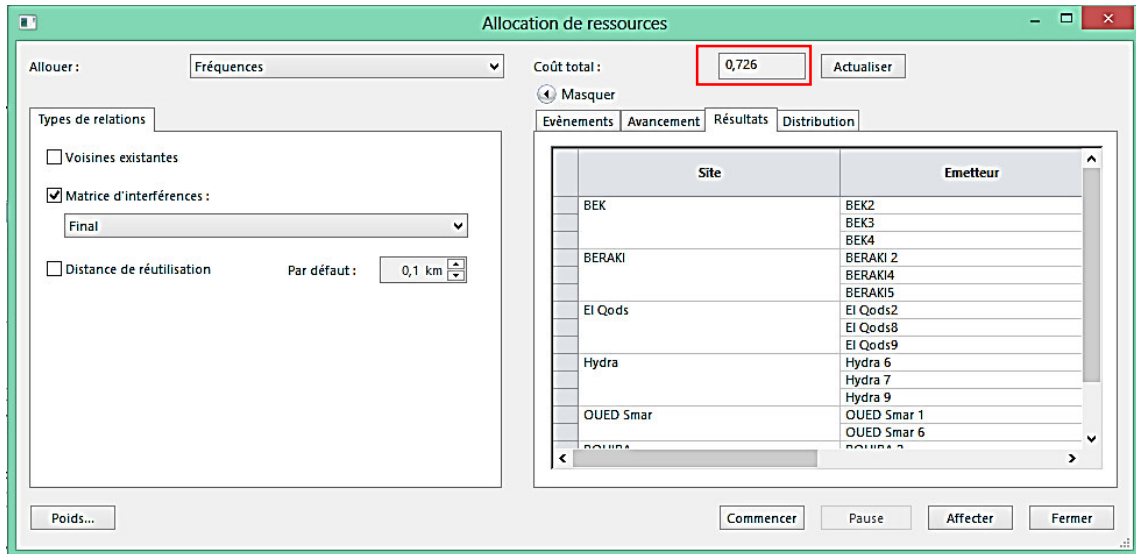 Allocation de ressources
Allouer :
Fréquences
Coût total :
0,726
Actualiser
Masquer
Types de relations
Evènements
Avancement
Résultats
Distribution
Voisines existantes
Matrice d'interférences :
Final
Distance de réutilisation
Par défaut :
0,1 km
Site Emetteur
BEK BEK2
BEK3
BEK4
BERAKI BERAKI 2
BERAKI4
BERAKI5
El Qods El Qods2
El Qods8
El Qods9
Hydra Hydra 6
Hydra 7
Hydra 9
OUED Smar OUED Smar 1
OUED Smar 6
Poids...
Commencer
Pause
Affecter
Fermer